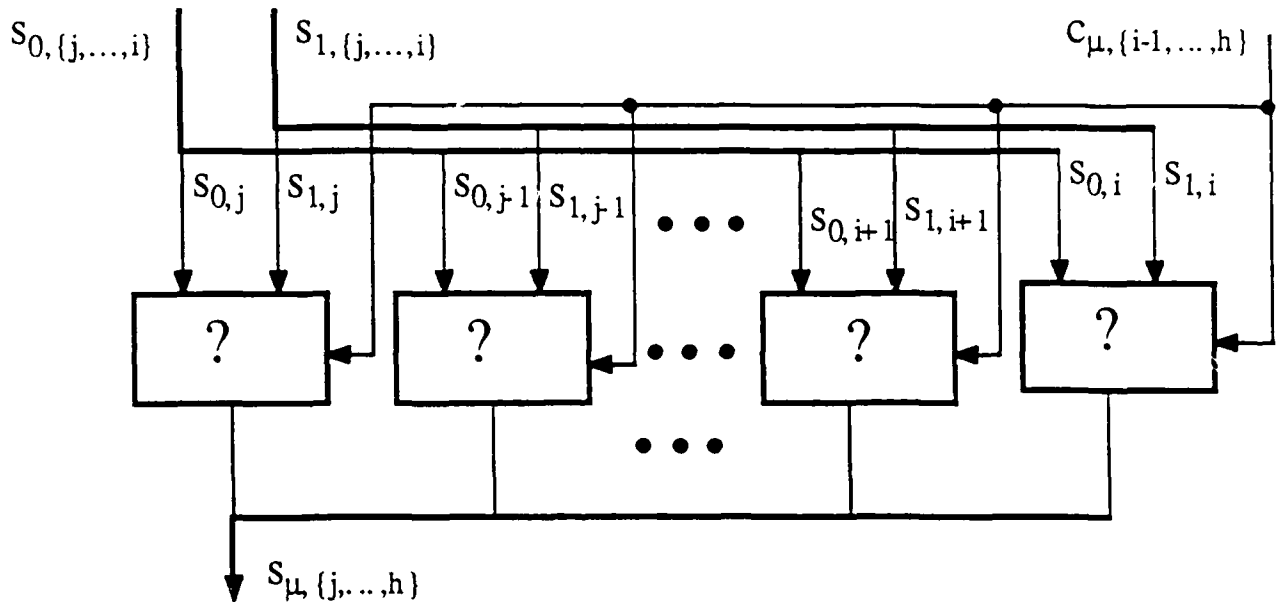 S0,{j,...,i} S1,{j,...,i} Cμ,{i-1,...,h}
S0,j S1,j S0,j-1 S1,j-1 S0,i+1 S1,i+1 S0,i S1,i
? ? ? ?
Sμ,{j,...,h}